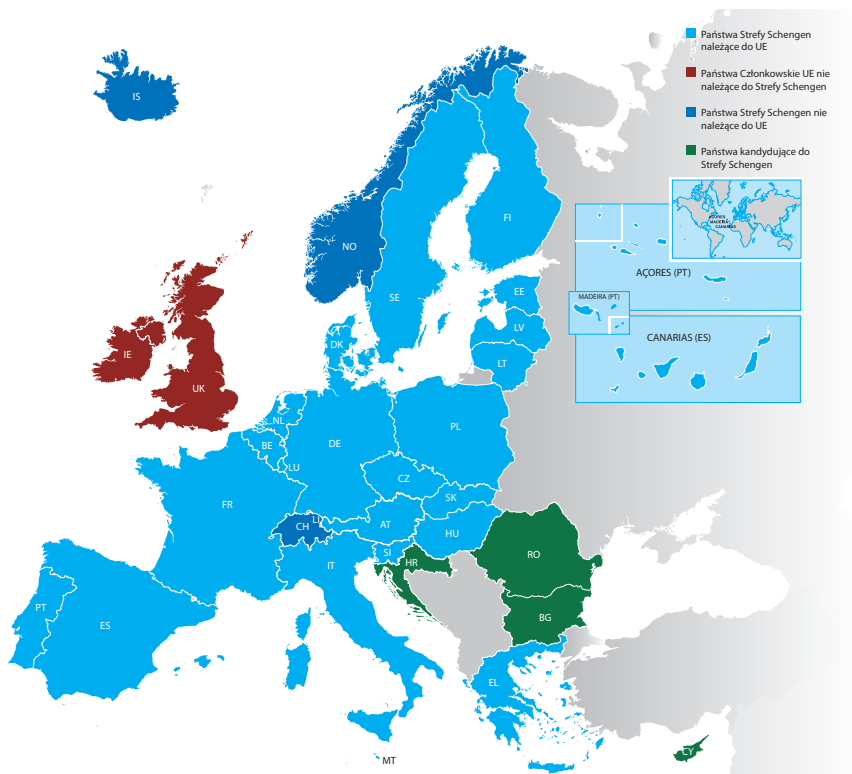 Państwa Strefy Schengen
należące do UE
Państwa Członkowskie UE nie
należące do Strefy Schengen
Państwa Strefy Schengen nie
należące do UE
Państwa kandydujące do
Strefy Schengen
IS
NO
FI
SE
AÇORES
MADEIRA
CANARIAS
AÇORES (PT)
MADEIRA (PT)
CANARIAS (ES)
EE
LV
LT
DK
IE
UK
NL
BE
LU
DE
PL
CZ
SK
FR
CH
LI
AT
HU
SI
HR
IT
RO
BG
PT
ES
EL
MT
CY